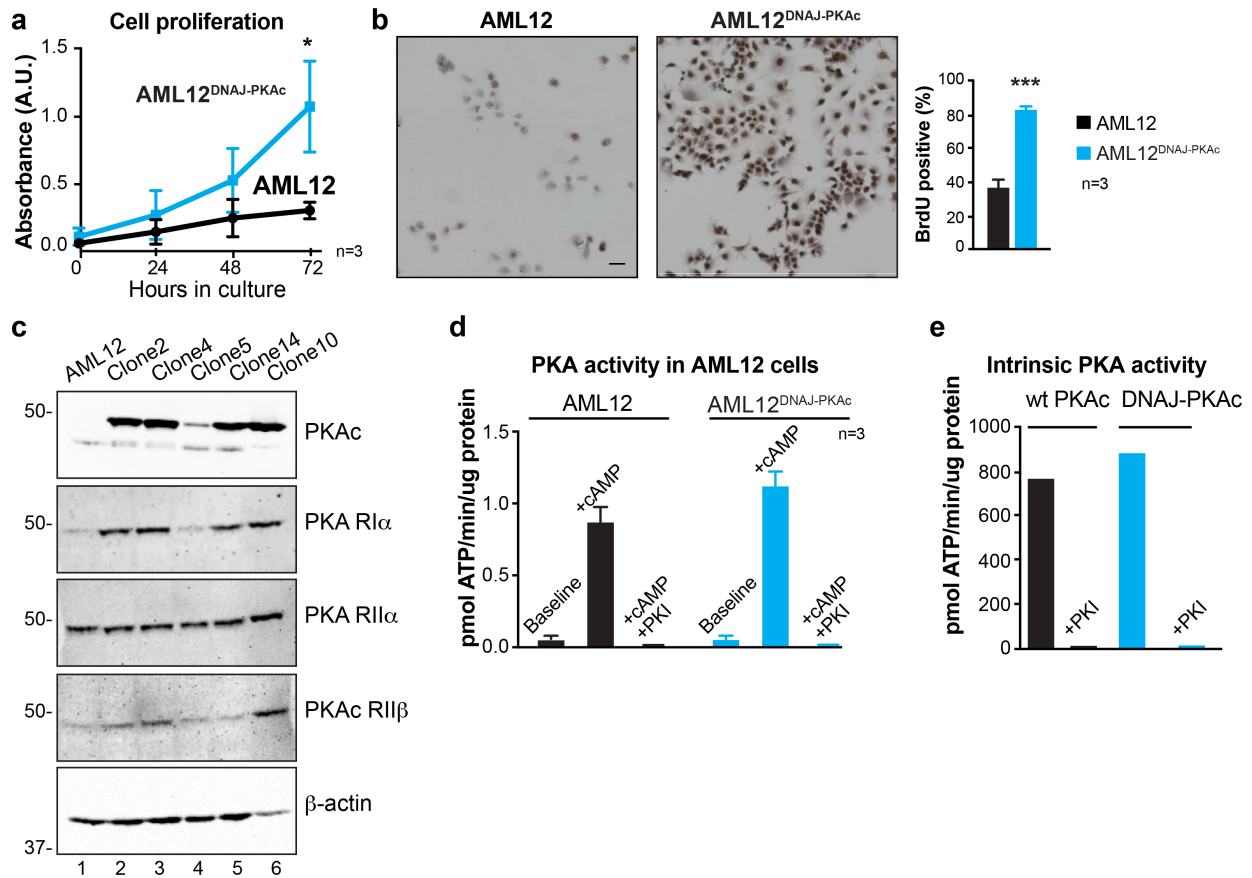 a
Cell proliferation
Absorbance (A.U.)
1.5
1.0
0.5
0.0
*
AML12DNAJ-PKAc
AML12
0
24
48
72
n=3
Hours in culture
b
AML12
AML12DNAJ-PKAc
BrdU positive (%)
100
80
60
40
20
0
***
AML12
AML12DNAJ-PKAc
n=3
c
AML12
Clone2
Clone4
Clone5
Clone14
Clone10
50-
PKAc
50-
PKA RIα
50-
PKA RIIα
50-
PKAc RIIβ
β-actin
37-
1 2 3 4 5 6
d
PKA activity in AML12 cells
AML12
AML12DNAJ-PKAc
n=3
pmol ATP/min/ug protein
1.5
1.0
0.5
0.0
Baseline
+cAMP
+cAMP
+PKI
Baseline
+cAMP
+cAMP
+PKI
e
Intrinsic PKA activity
wt PKAc
DNAJ-PKAc
pmol ATP/min/ug protein
1000
800
600
400
200
0
+PKI
+PKI